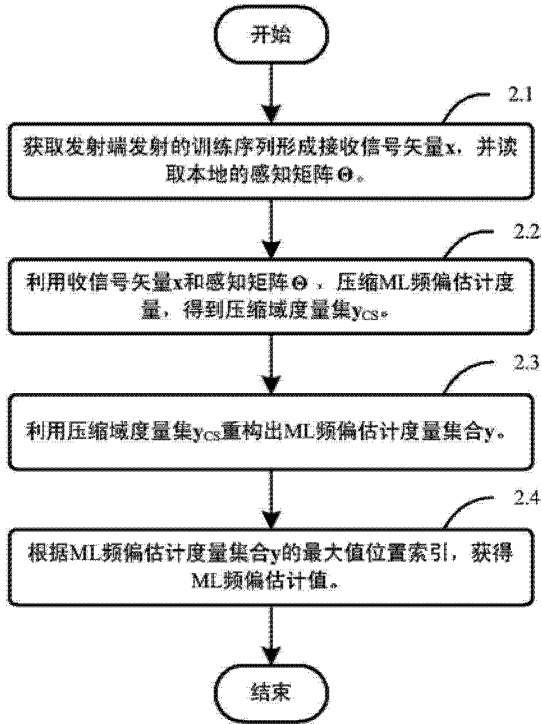 开始
2.1
获取发射端发射的训练序列形成接收信号矢量x，并读
取本地的感知矩阵Θ。
2.2
利用收信号矢量x和感知矩阵Θ，压缩ML频偏估计度
量，得到压缩域度量集yCS。
2.3
利用压缩域度量集yCS重构出ML频偏估计度量集合y。
2.4
根据ML频偏估计度量集合y的最大值位置索引，获得
ML频偏估计值。
结束